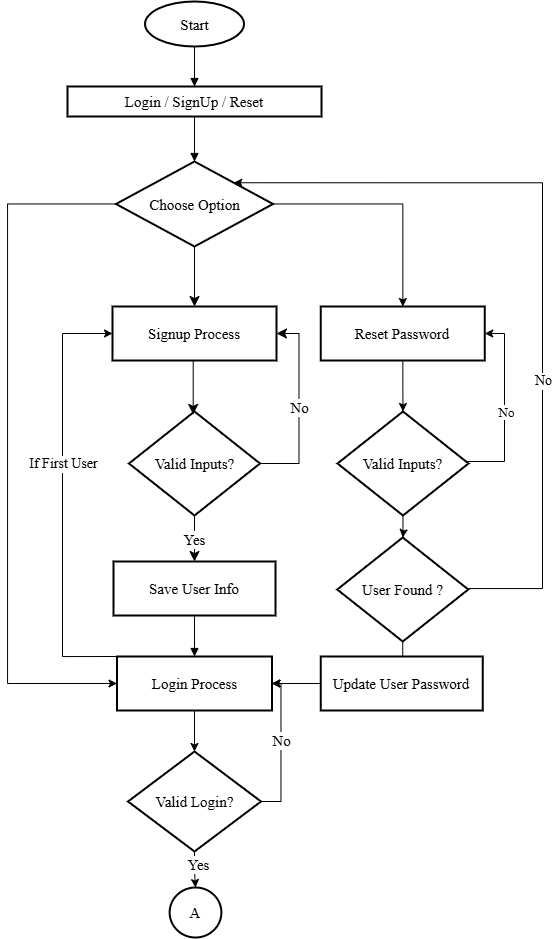 Start
Login / SignUp / Reset
Choose Option
Signup Process
Reset Password
No
No
No
Valid Inputs?
Valid Inputs?
If First User
Yes
Save User Info
User Found ?
Login Process
Update User Password
No
Valid Login?
Yes
A